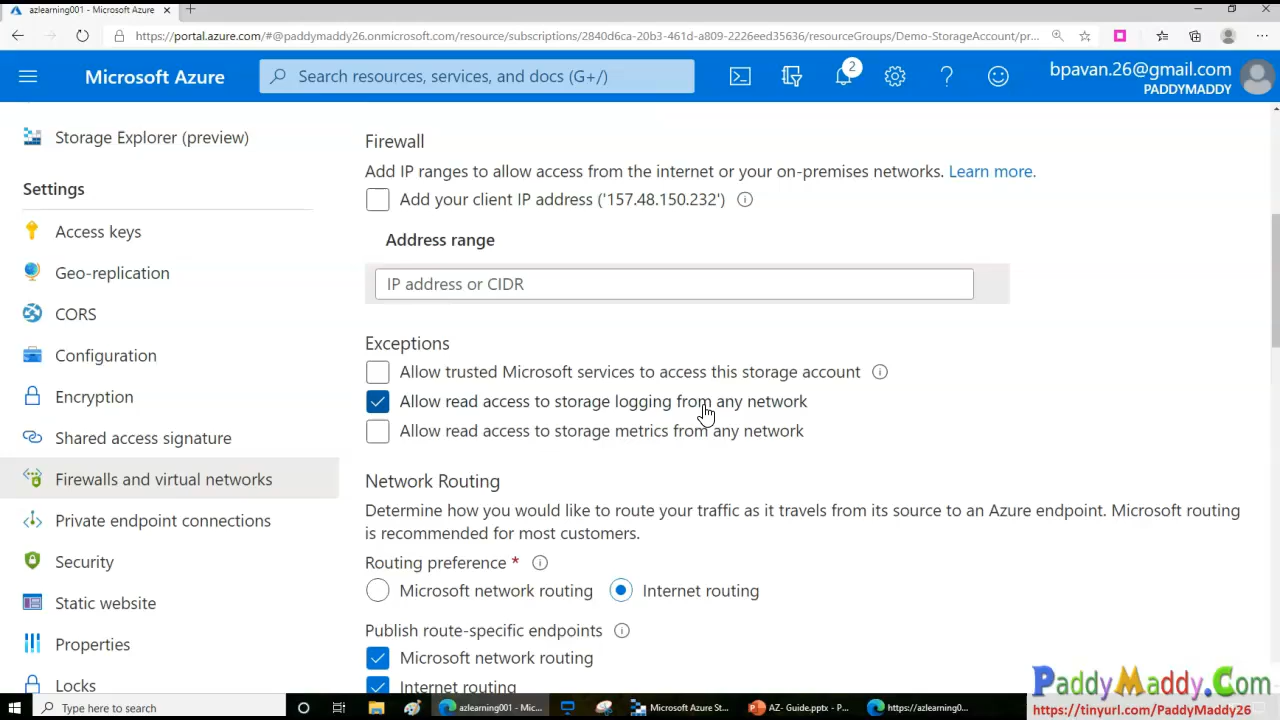 azlearning001 - Microsoft Azure
https://portal.azure.com/#@paddymaddy26.onmicrosoft.com/resource/subscriptions/2840d6ca-20b3-461d-a809-2226eed35636/resourceGroups/Demo-StorageAccount/pr...
Microsoft Azure
Search resources, services, and docs (G+/)
2
bpavan.26@gmail.com
PADDYMADDY
Storage Explorer (preview)
Settings
Access keys
Geo-replication
CORS
Configuration
Encryption
Shared access signature
Firewalls and virtual networks
Private endpoint connections
Security
Static website
Properties
Locks
Firewall
Add IP ranges to allow access from the internet or your on-premises networks. Learn more.
Add your client IP address ('157.48.150.232')
Address range
IP address or CIDR
Exceptions
Allow trusted Microsoft services to access this storage account
Allow read access to storage logging from any network
Allow read access to storage metrics from any network
Network Routing
Determine how you would like to route your traffic as it travels from its source to an Azure endpoint. Microsoft routing
is recommended for most customers.
Routing preference *
Microsoft network routing
Internet routing
Publish route-specific endpoints
Microsoft network routing
Internet routing
PaddyMaddy.Com
https://tinyurl.com/PaddyMaddy26
Type here to search
azlearning001 - Mic...
Microsoft Azure St...
AZ- Guide.pptx - P...
https://azlearning0...